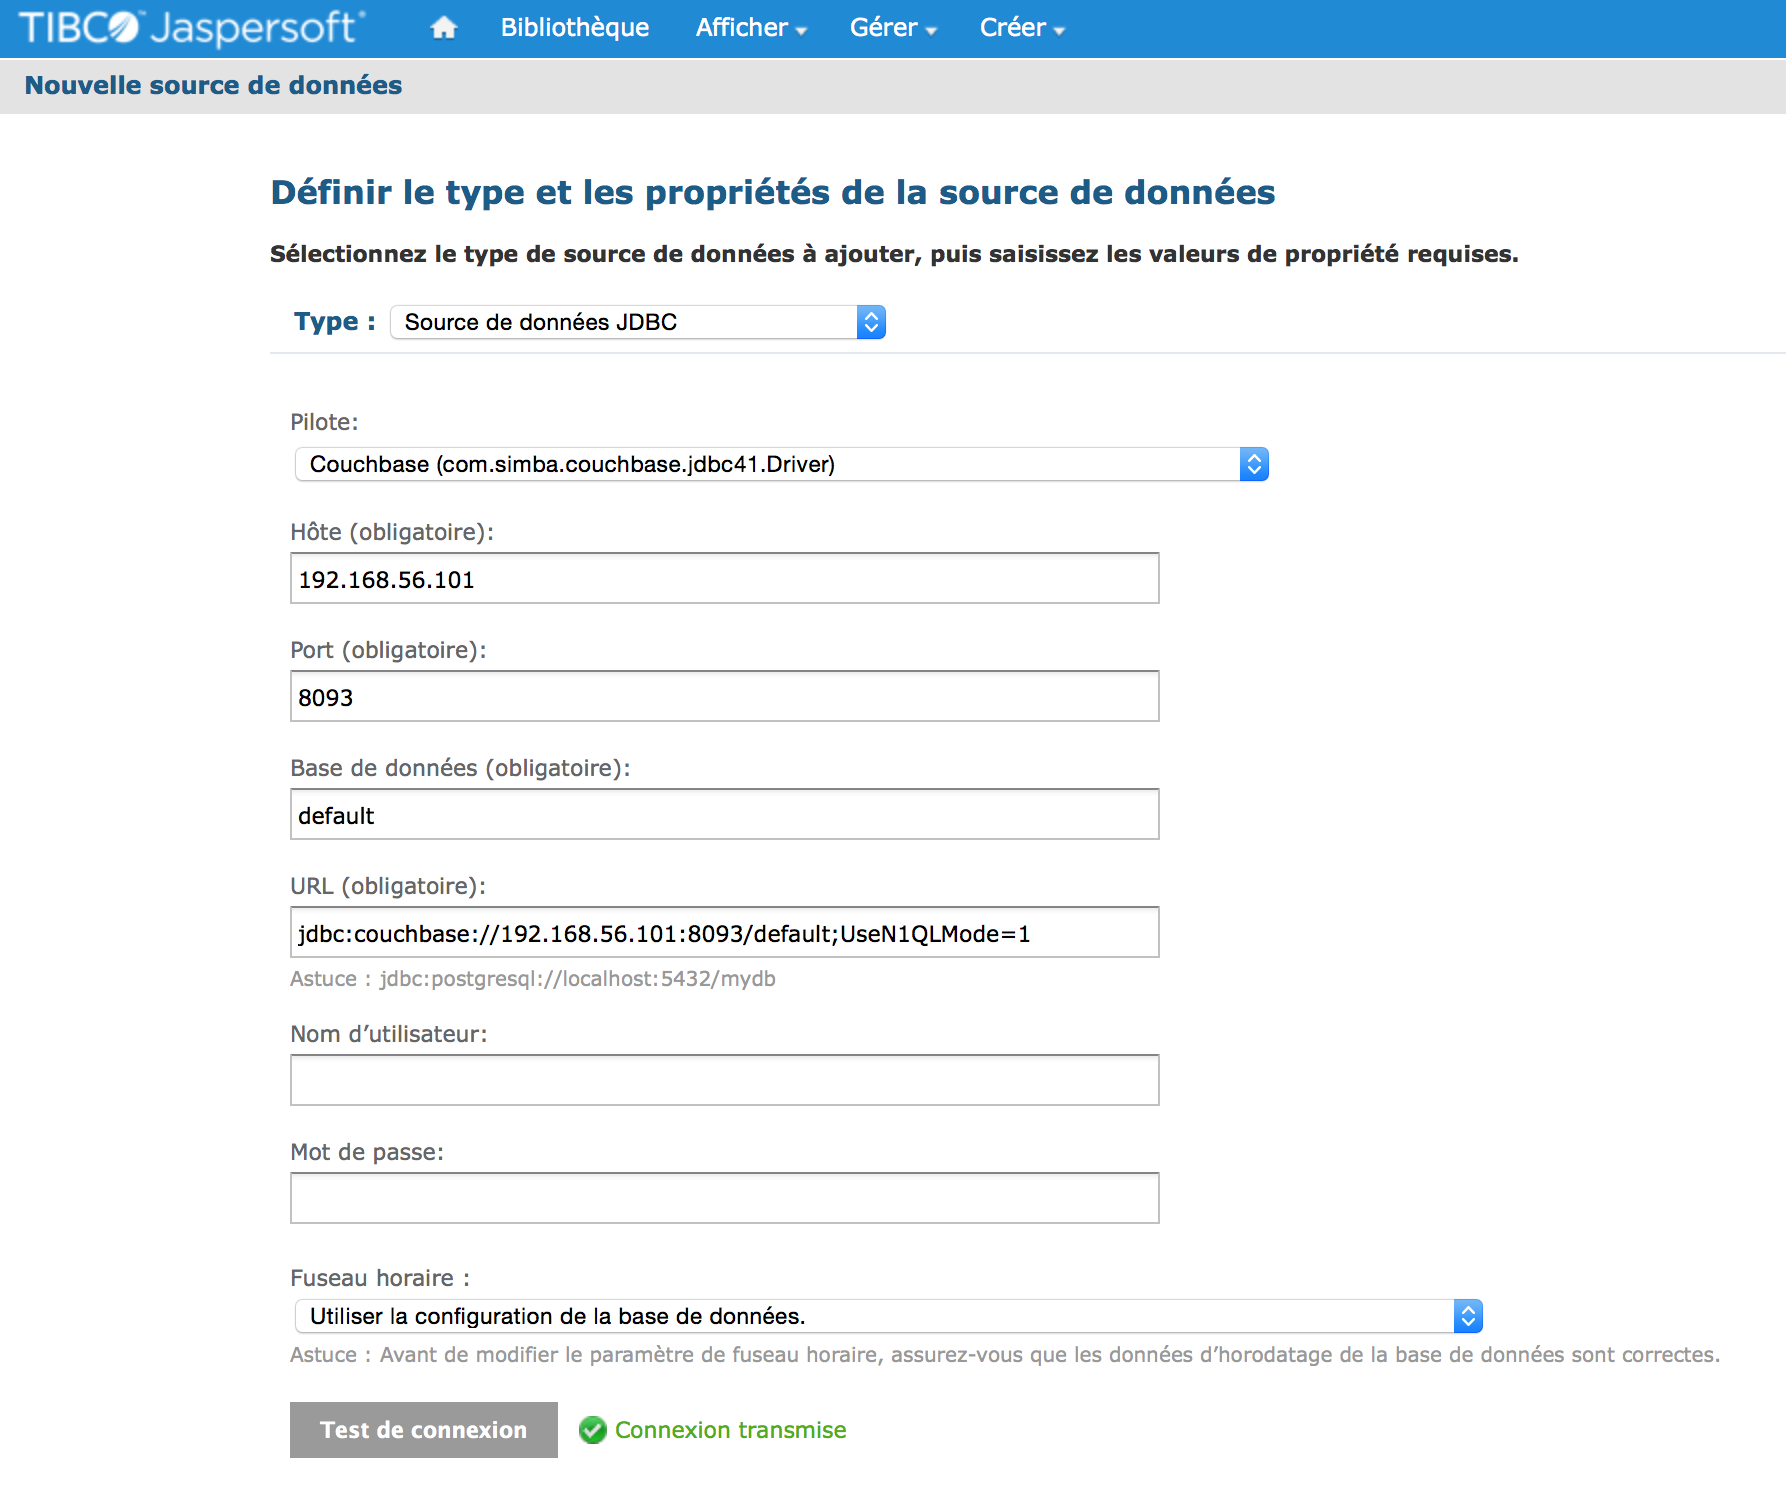 TIBCO™ Jaspersoft®
Bibliothèque Afficher Gérer Créer
Nouvelle source de données
Définir le type et les propriétés de la source de données
Sélectionnez le type de source de données à ajouter, puis saisissez les valeurs de propriété requises.
Type : Source de données JDBC
Pilote:
Couchbase (com.simba.couchbase.jdbc41.Driver)
Hôte (obligatoire):
192.168.56.101
Port (obligatoire):
8093
Base de données (obligatoire):
default
URL (obligatoire):
jdbc:couchbase://192.168.56.101:8093/default;UseN1QLMode=1
Astuce : jdbc:postgresql://localhost:5432/mydb
Nom d’utilisateur:
Mot de passe:
Fuseau horaire :
Utiliser la configuration de la base de données.
Astuce : Avant de modifier le paramètre de fuseau horaire, assurez-vous que les données d’horodatage de la base de données sont correctes.
Test de connexion Connexion transmise